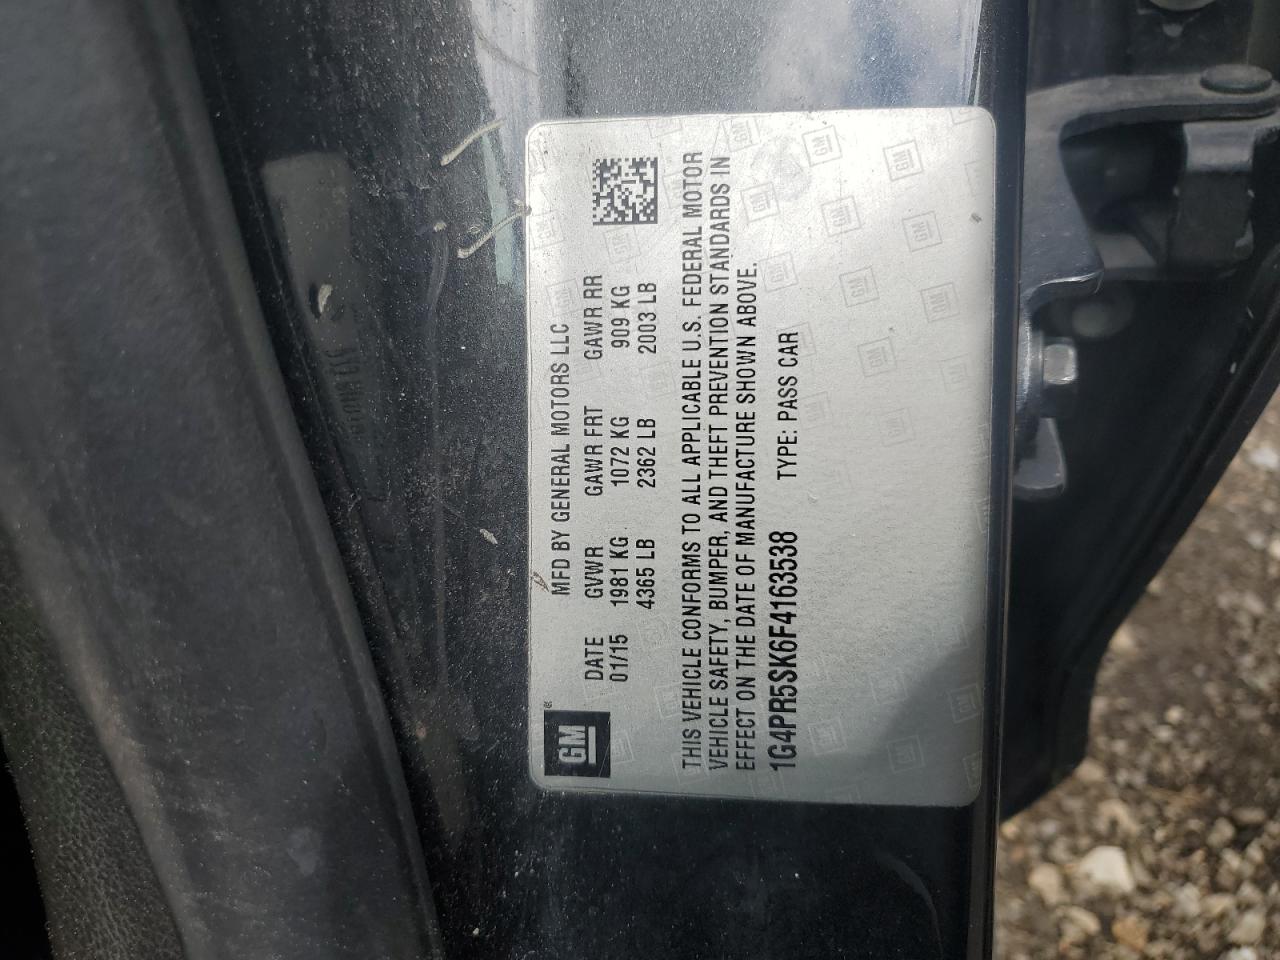 GM
MFD BY GENERAL MOTORS LLC
DATE GVWR GAWR FRT GAWR RR
01/15 1981 KG 1072 KG 909 KG
4365 LB 2362 LB 2003 LB
THIS VEHICLE CONFORMS TO ALL APPLICABLE U.S. FEDERAL MOTOR
VEHICLE SAFETY, BUMPER, AND THEFT PREVENTION STANDARDS IN
EFFECT ON THE DATE OF MANUFACTURE SHOWN ABOVE.
1G4PR5SK6F4163538 TYPE: PASS CAR